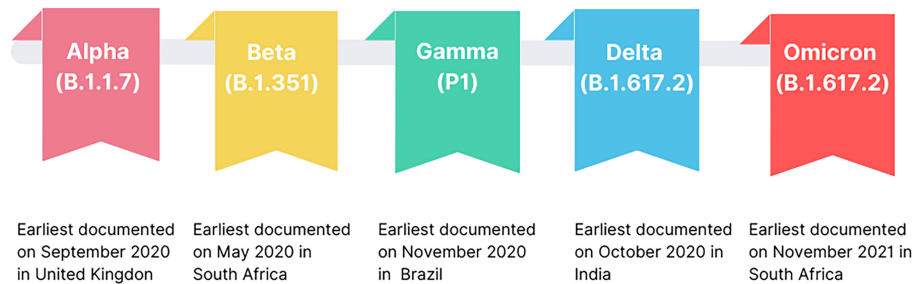 Alpha
(B.1.1.7)
Beta
(B.1.351)
Gamma
(P1)
Delta
(B.1.617.2)
Omicron
(B.1.617.2)
Earliest documented
on September 2020
in United Kingdon
Earliest documented
on May 2020 in
South Africa
Earliest documented
on November 2020
in Brazil
Earliest documented
on October 2020 in
India
Earliest documented
on November 2021 in
South Africa